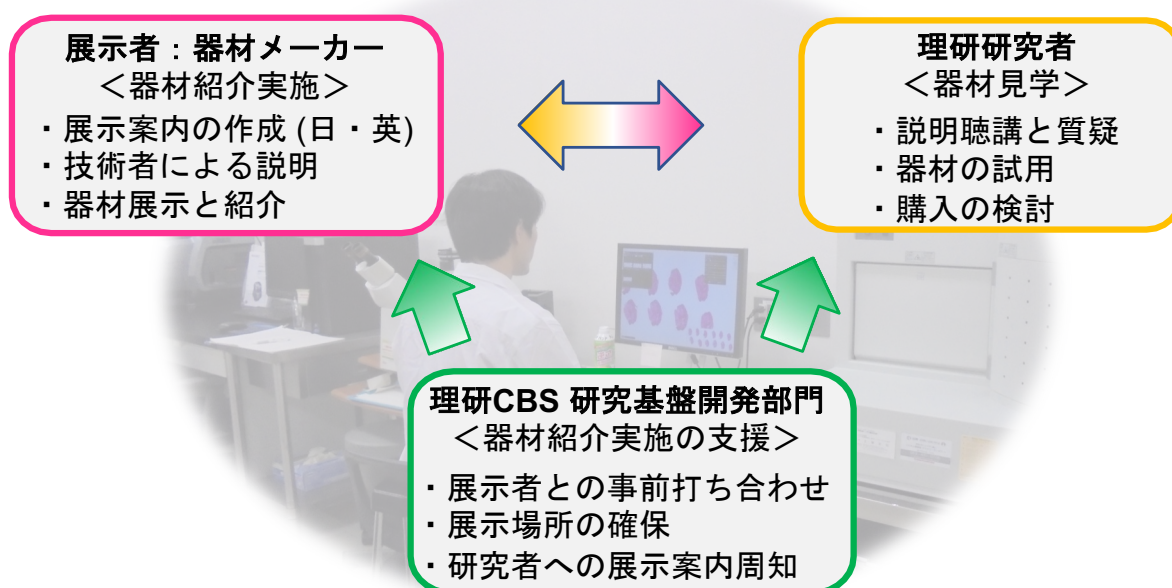 展示者：器材メーカー
＜器材紹介実施＞
・展示案内の作成 (日・英)
・技術者による説明
・器材展示と紹介
理研研究者
＜器材見学＞
・説明聴講と質疑
・器材の試用
・購入の検討
理研CBS 研究基盤開発部門
＜器材紹介実施の支援＞
・展示者との事前打ち合わせ
・展示場所の確保
・研究者への展示案内周知